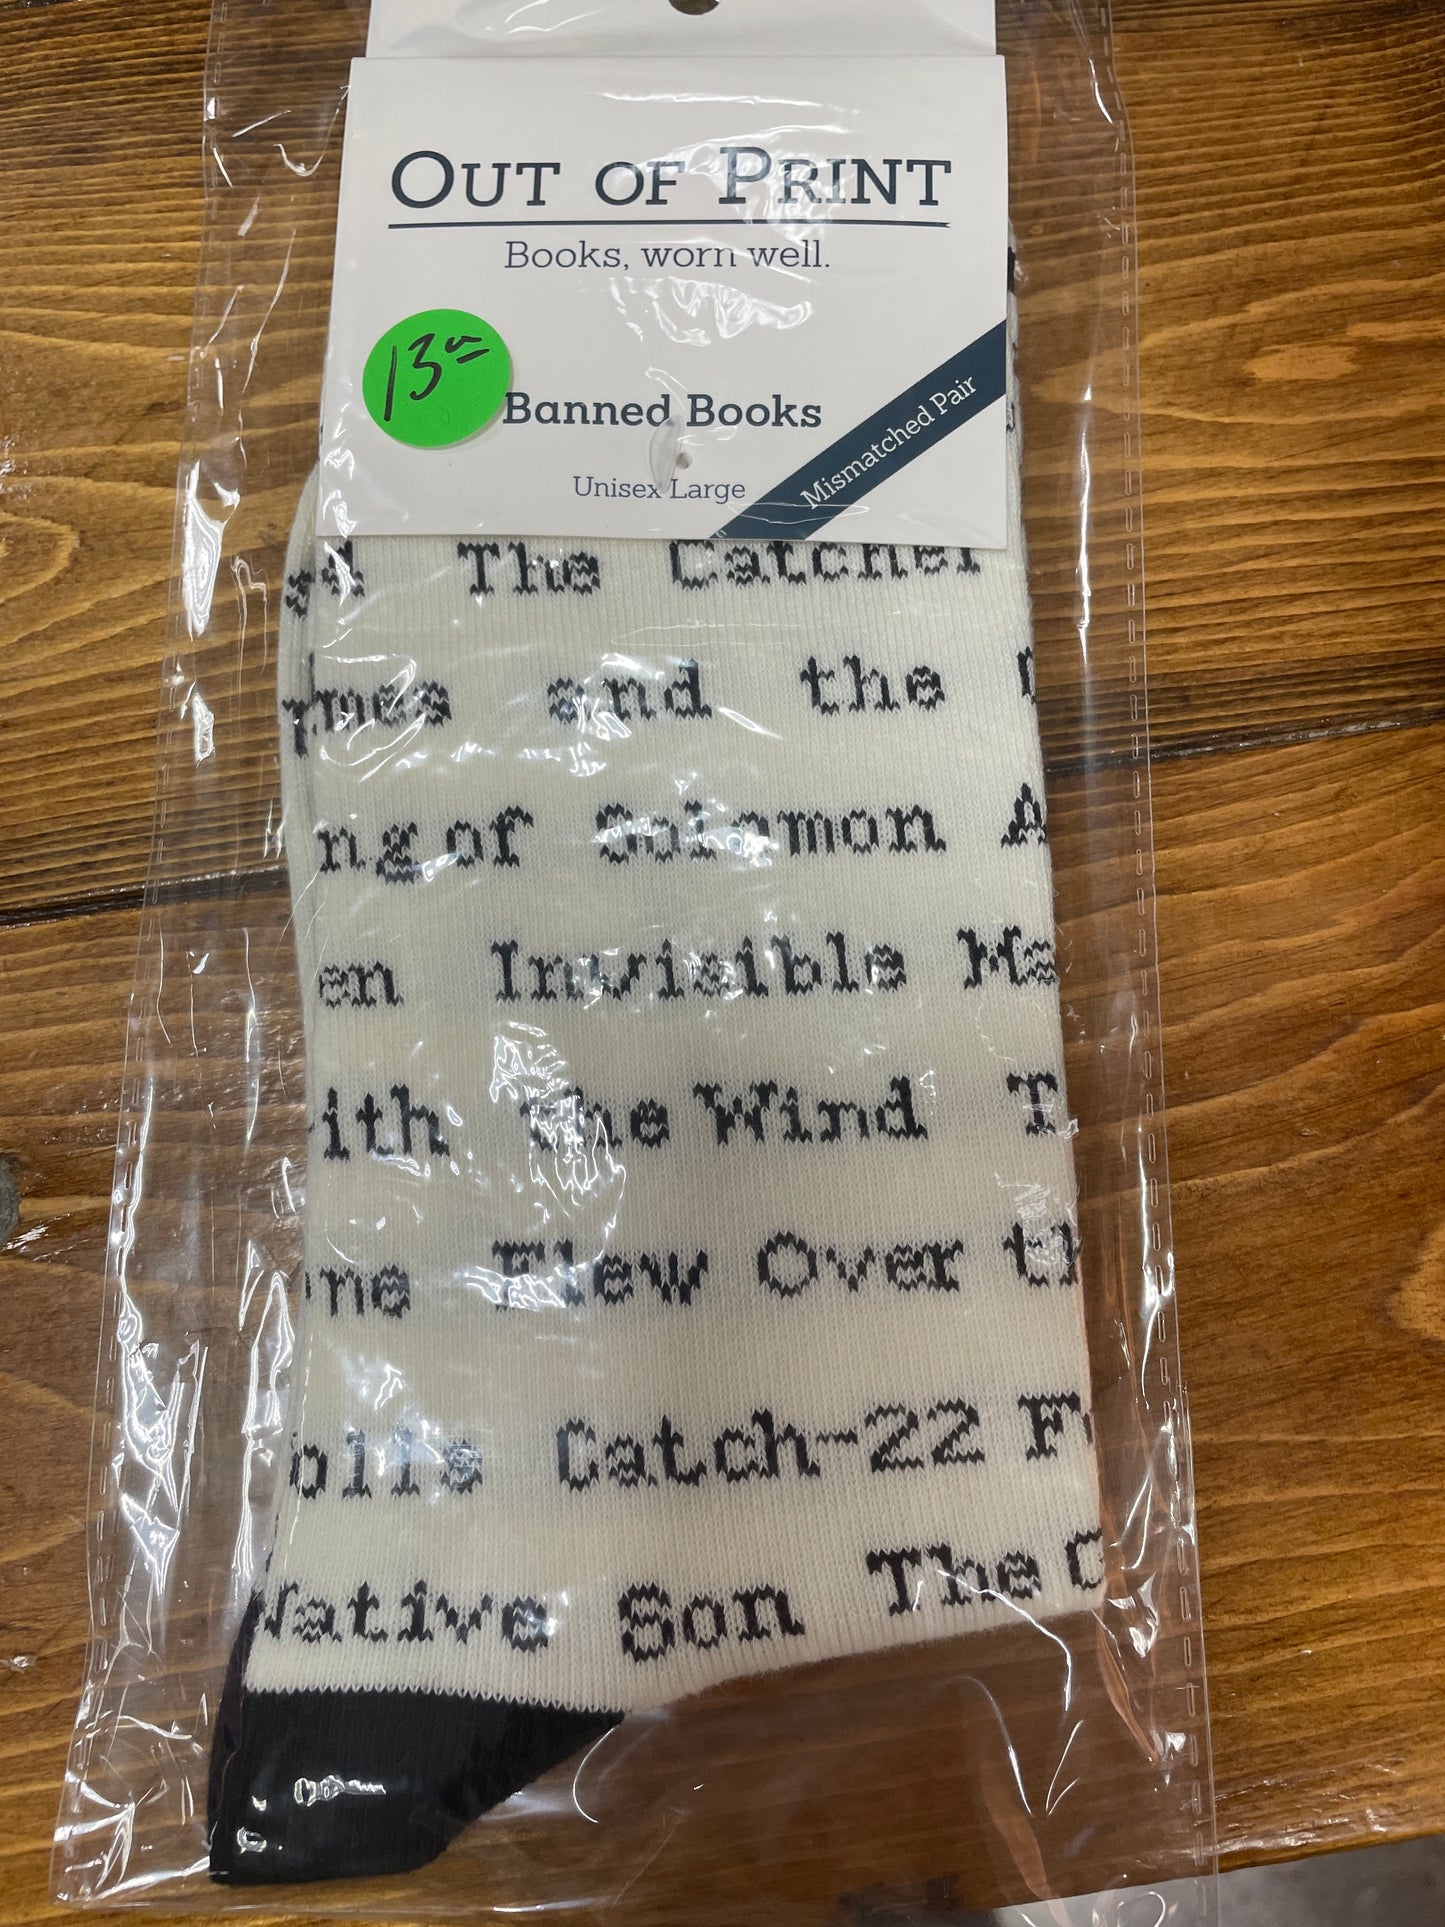 OUT OF PRINT
Books, worn well.
13
Banned Books
Mismatched Pair
Unisex Large
The Catcher
and the
of Solomon
Invisible
the Wind
Flew Over
Catch-22
Native Son The